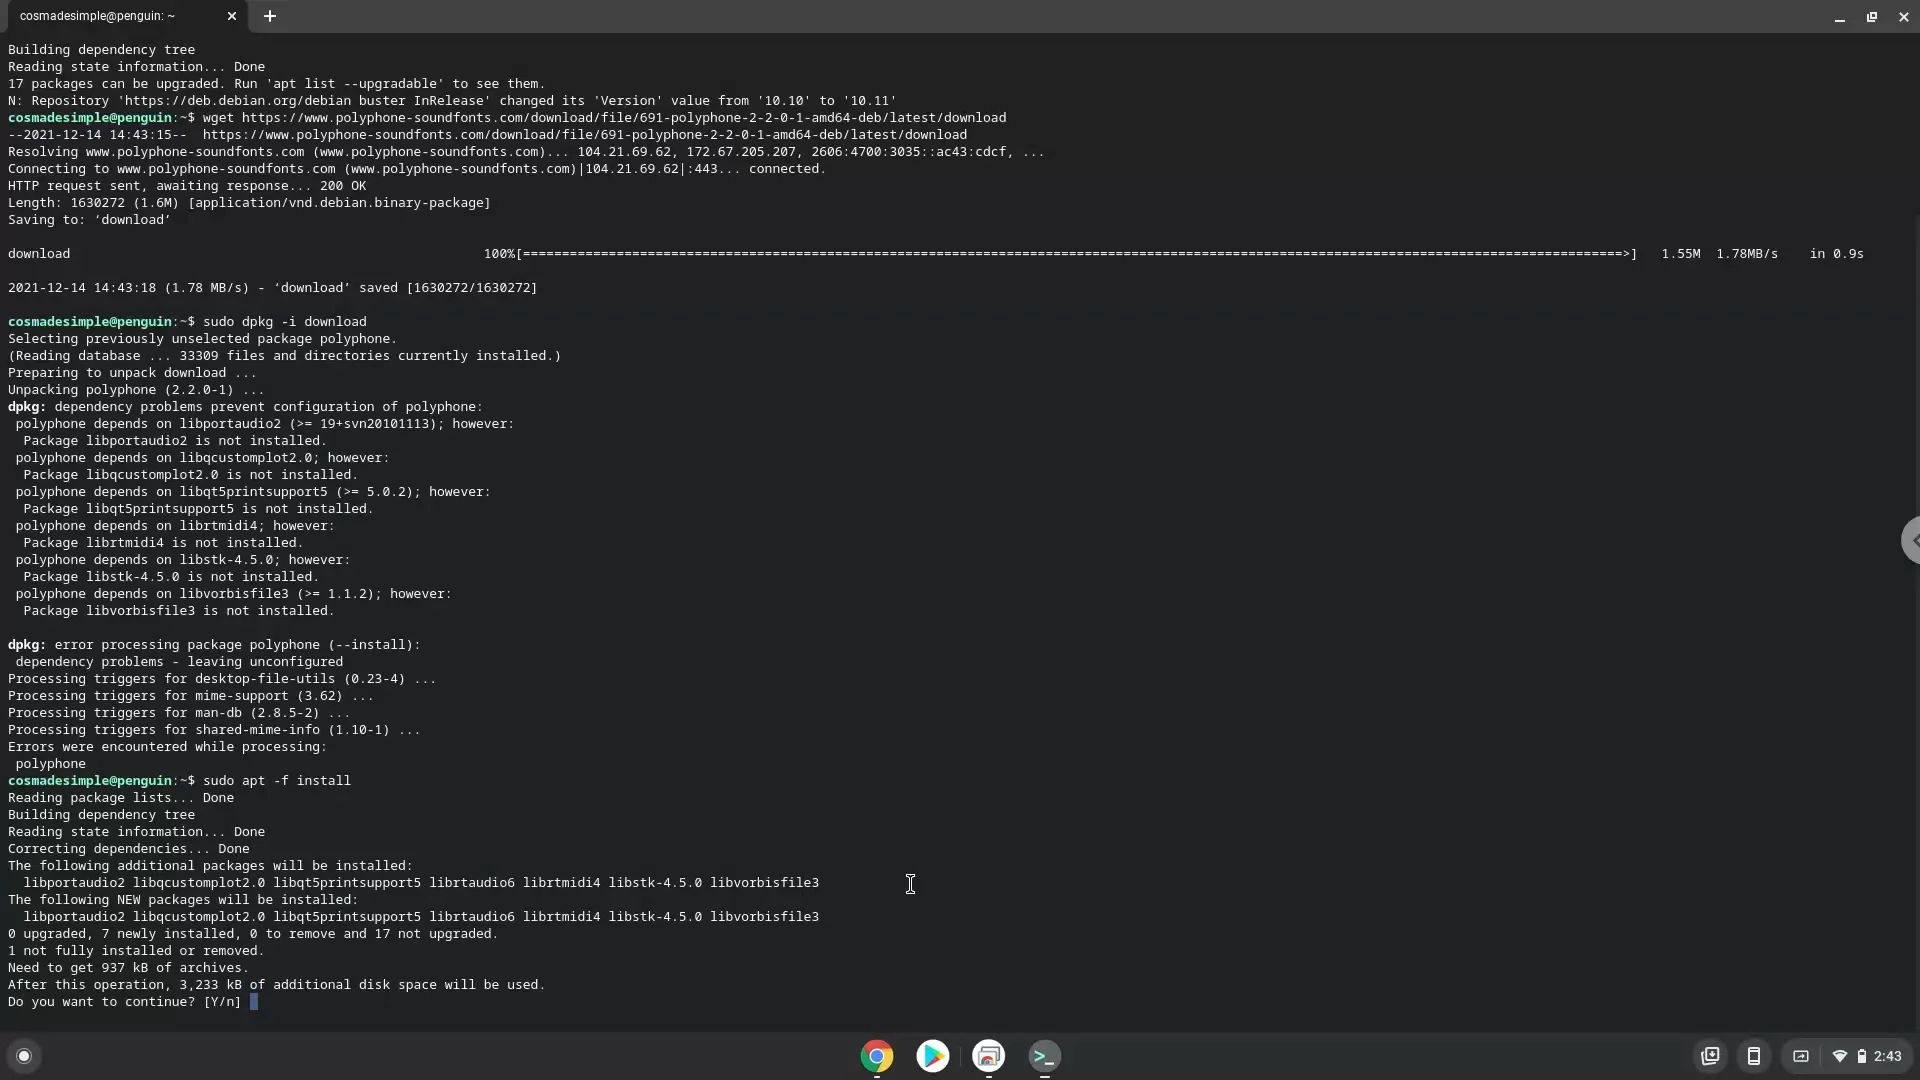 cosmadesimple@penguin: ~
Building dependency tree
Reading state information... Done
17 packages can be upgraded. Run 'apt list --upgradable' to see them.
N: Repository 'https://deb.debian.org/debian buster InRelease' changed its 'Version' value from '10.10' to '10.11'
cosmadesimple@penguin:~$ wget https://www.polyphone-soundfonts.com/download/file/691-polyphone-2-2-0-1-amd64-deb/latest/download
--2021-12-14 14:43:15--  https://www.polyphone-soundfonts.com/download/file/691-polyphone-2-2-0-1-amd64-deb/latest/download
Resolving www.polyphone-soundfonts.com (www.polyphone-soundfonts.com)... 104.21.69.62, 172.67.205.207, 2606:4700:3035::ac43:cdcf, ...
Connecting to www.polyphone-soundfonts.com (www.polyphone-soundfonts.com)|104.21.69.62|:443... connected.
HTTP request sent, awaiting response... 200 OK
Length: 1630272 (1.6M) [application/vnd.debian.binary-package]
Saving to: ‘download’
download 100%[=============================================================================================================================================>] 1.55M 1.78MB/s in 0.9s
2021-12-14 14:43:18 (1.78 MB/s) - ‘download’ saved [1630272/1630272]
cosmadesimple@penguin:~$ sudo dpkg -i download
Selecting previously unselected package polyphone.
(Reading database ... 33309 files and directories currently installed.)
Preparing to unpack download ...
Unpacking polyphone (2.2.0-1) ...
dpkg: dependency problems prevent configuration of polyphone:
 polyphone depends on libportaudio2 (>= 19+svn20101113); however:
  Package libportaudio2 is not installed.
 polyphone depends on libqcustomplot2.0; however:
  Package libqcustomplot2.0 is not installed.
 polyphone depends on libqt5printsupport5 (>= 5.0.2); however:
  Package libqt5printsupport5 is not installed.
 polyphone depends on librtmidi4; however:
  Package librtmidi4 is not installed.
 polyphone depends on libstk-4.5.0; however:
  Package libstk-4.5.0 is not installed.
 polyphone depends on libvorbisfile3 (>= 1.1.2); however:
  Package libvorbisfile3 is not installed.
dpkg: error processing package polyphone (--install):
 dependency problems - leaving unconfigured
Processing triggers for desktop-file-utils (0.23-4) ...
Processing triggers for mime-support (3.62) ...
Processing triggers for man-db (2.8.5-2) ...
Processing triggers for shared-mime-info (1.10-1) ...
Errors were encountered while processing:
 polyphone
cosmadesimple@penguin:~$ sudo apt -f install
Reading package lists... Done
Building dependency tree
Reading state information... Done
Correcting dependencies... Done
The following additional packages will be installed:
  libportaudio2 libqcustomplot2.0 libqt5printsupport5 librtaudio6 librtmidi4 libstk-4.5.0 libvorbisfile3
The following NEW packages will be installed:
  libportaudio2 libqcustomplot2.0 libqt5printsupport5 librtaudio6 librtmidi4 libstk-4.5.0 libvorbisfile3
0 upgraded, 7 newly installed, 0 to remove and 17 not upgraded.
1 not fully installed or removed.
Need to get 937 kB of archives.
After this operation, 3,233 kB of additional disk space will be used.
Do you want to continue? [Y/n]
2:43